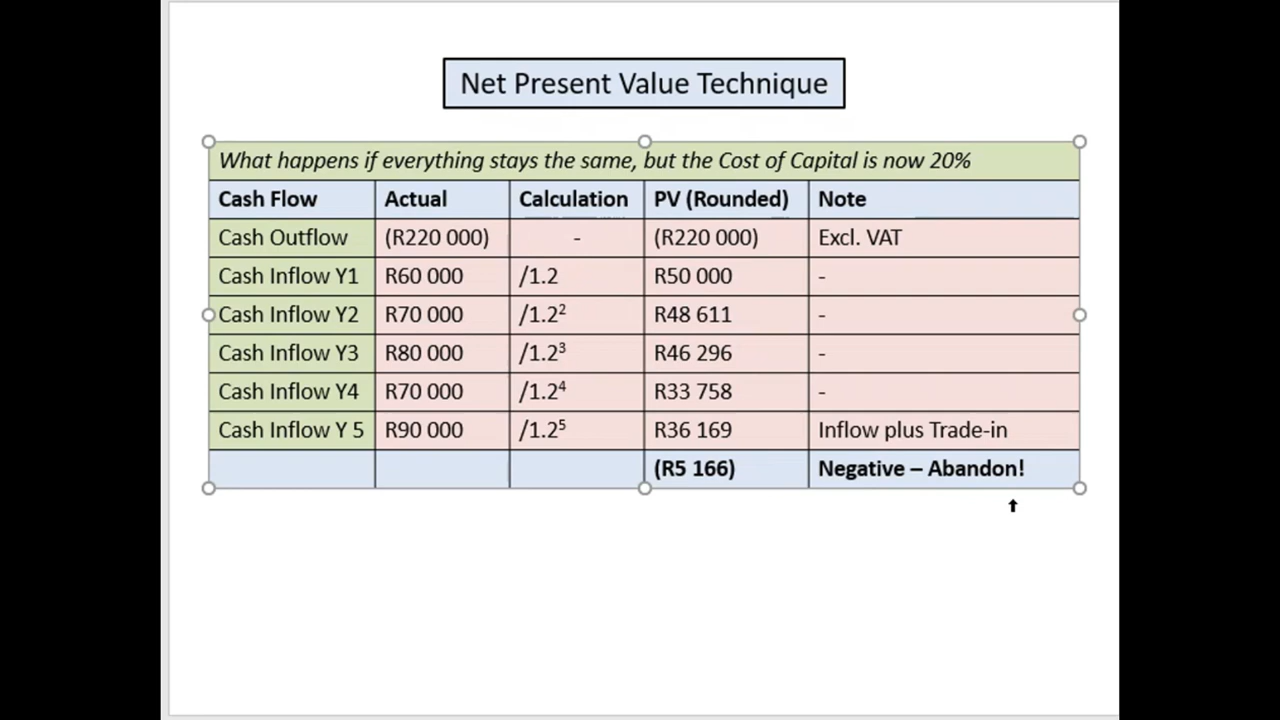 Net Present Value Technique
What happens if everything stays the same, but the Cost of Capital is now 20%
Cash Flow Actual Calculation PV (Rounded) Note
Cash Outflow (R220 000) - (R220 000) Excl. VAT
Cash Inflow Y1 R60 000 /1.2 R50 000 -
Cash Inflow Y2 R70 000 /1.2² R48 611 -
Cash Inflow Y3 R80 000 /1.2³ R46 296 -
Cash Inflow Y4 R70 000 /1.2⁴ R33 758 -
Cash Inflow Y 5 R90 000 /1.2⁵ R36 169 Inflow plus Trade-in
(R5 166) Negative – Abandon!